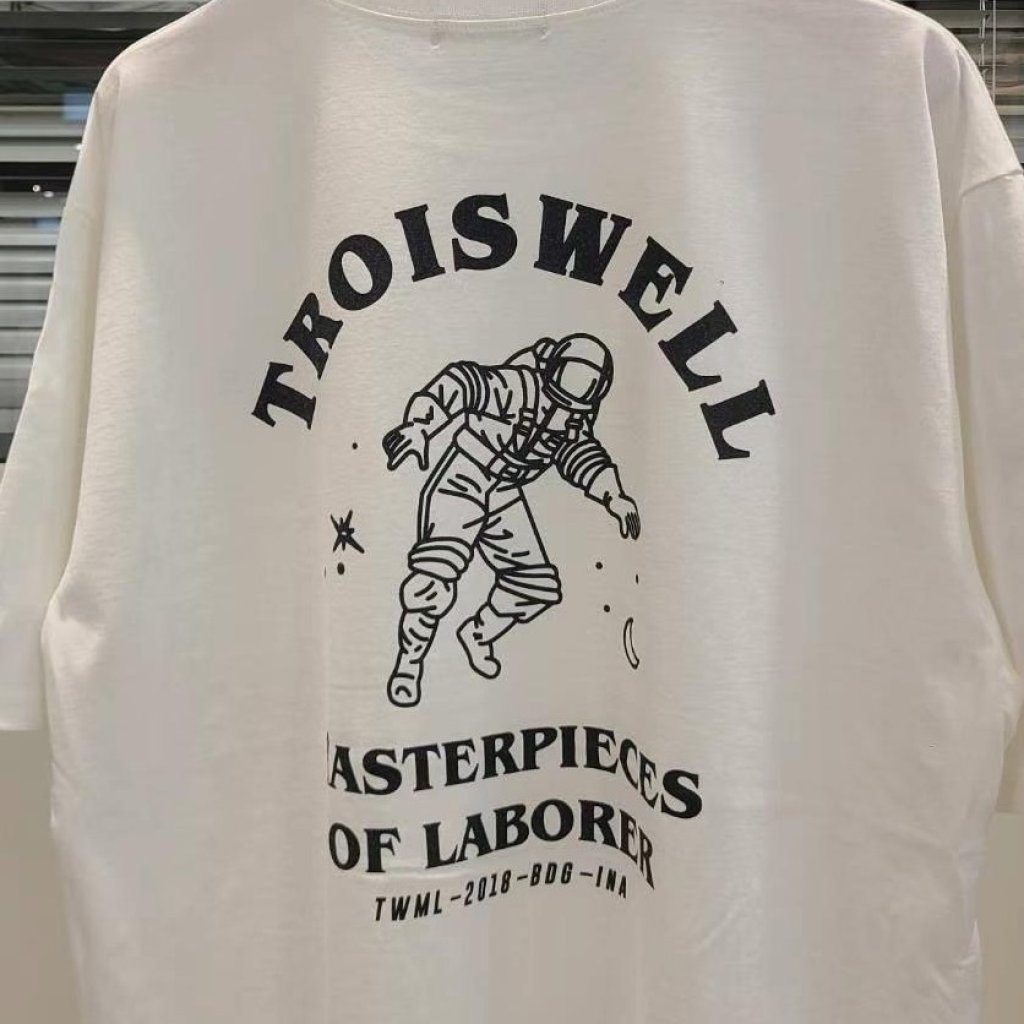 TROISWELL
MASTERPIECES
OF LABORER
TWML-2018-BDG-INA